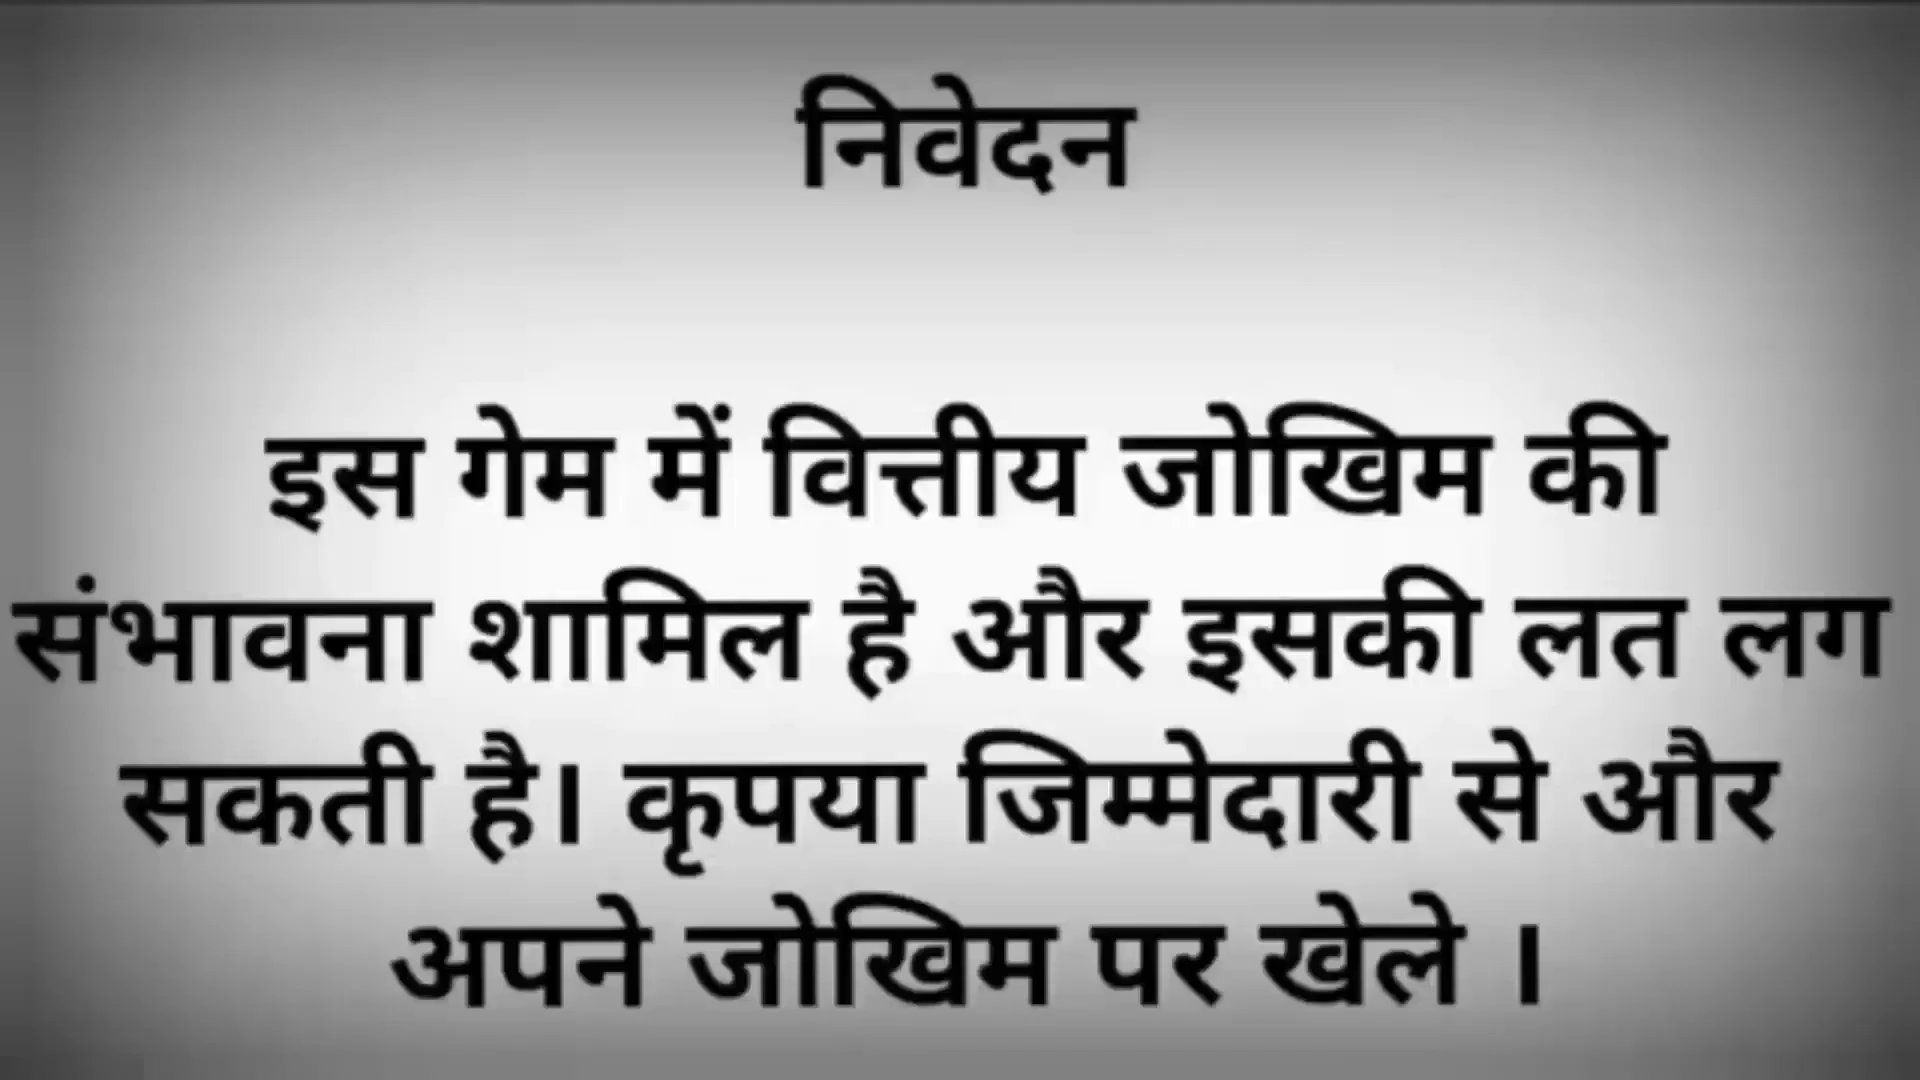 निवेदन
इस गेम में वित्तीय जोखिम की
संभावना शामिल है और इसकी लत लग
सकती है। कृपया जिम्मेदारी से और
अपने जोखिम पर खेले ।